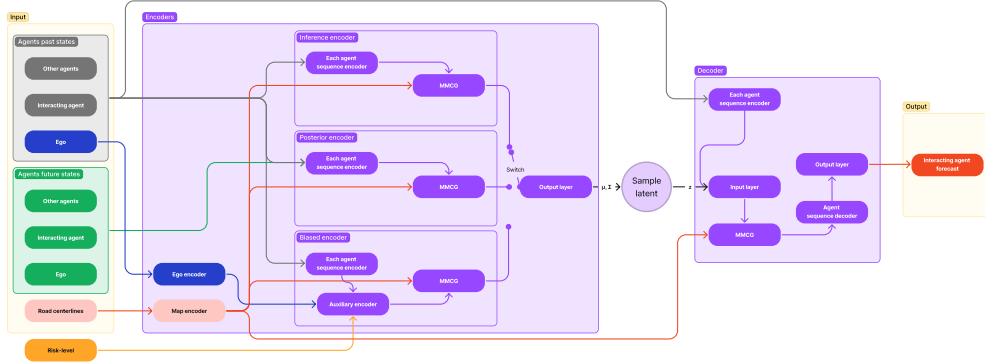 Input
Agents past states
Other agents
Interacting agent
Ego
Agents future states
Other agents
Interacting agent
Ego
Road centerlines
Risk-level
Encoders
Ego encoder
Map encoder
Inference encoder
Each agent
sequence encoder
MMCG
Posterior encoder
Each agent
sequence encoder
MMCG
Biased encoder
Each agent
sequence encoder
MMCG
Auxiliary encoder
Switch
Output layer
μ, Σ
Sample
latent
z
Decoder
Each agent
sequence encoder
Input layer
MMCG
Output layer
Agent
sequence decoder
Output
Interacting agent
forecast